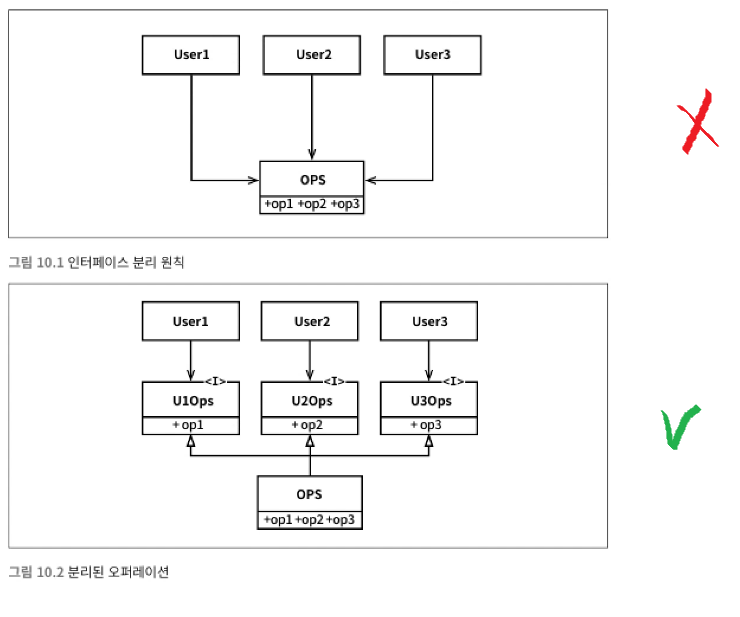 User1 User2 User3
OPS
+op1 +op2 +op3
그림 10.1 인터페이스 분리 원칙
User1 User2 User3
<I> <I> <I>
U1Ops U2Ops U3Ops
+ op1 + op2 + op3
OPS
+op1 +op2 +op3
그림 10.2 분리된 오퍼레이션